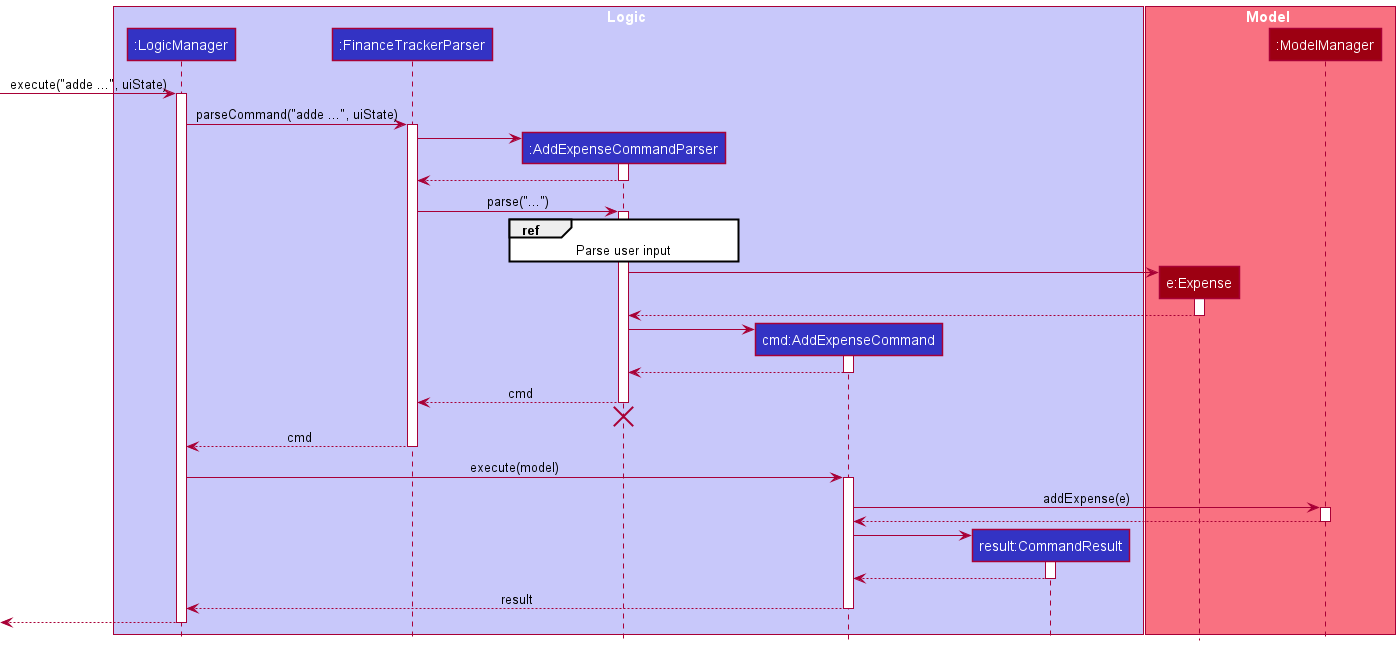 Logic
Model
:LogicManager
:FinanceTrackerParser
:ModelManager
execute("adde ...", uiState)
parseCommand("adde ...", uiState)
:AddExpenseCommandParser
parse("...")
ref
Parse user input
e:Expense
cmd:AddExpenseCommand
cmd
cmd
execute(model)
addExpense(e)
result:CommandResult
result